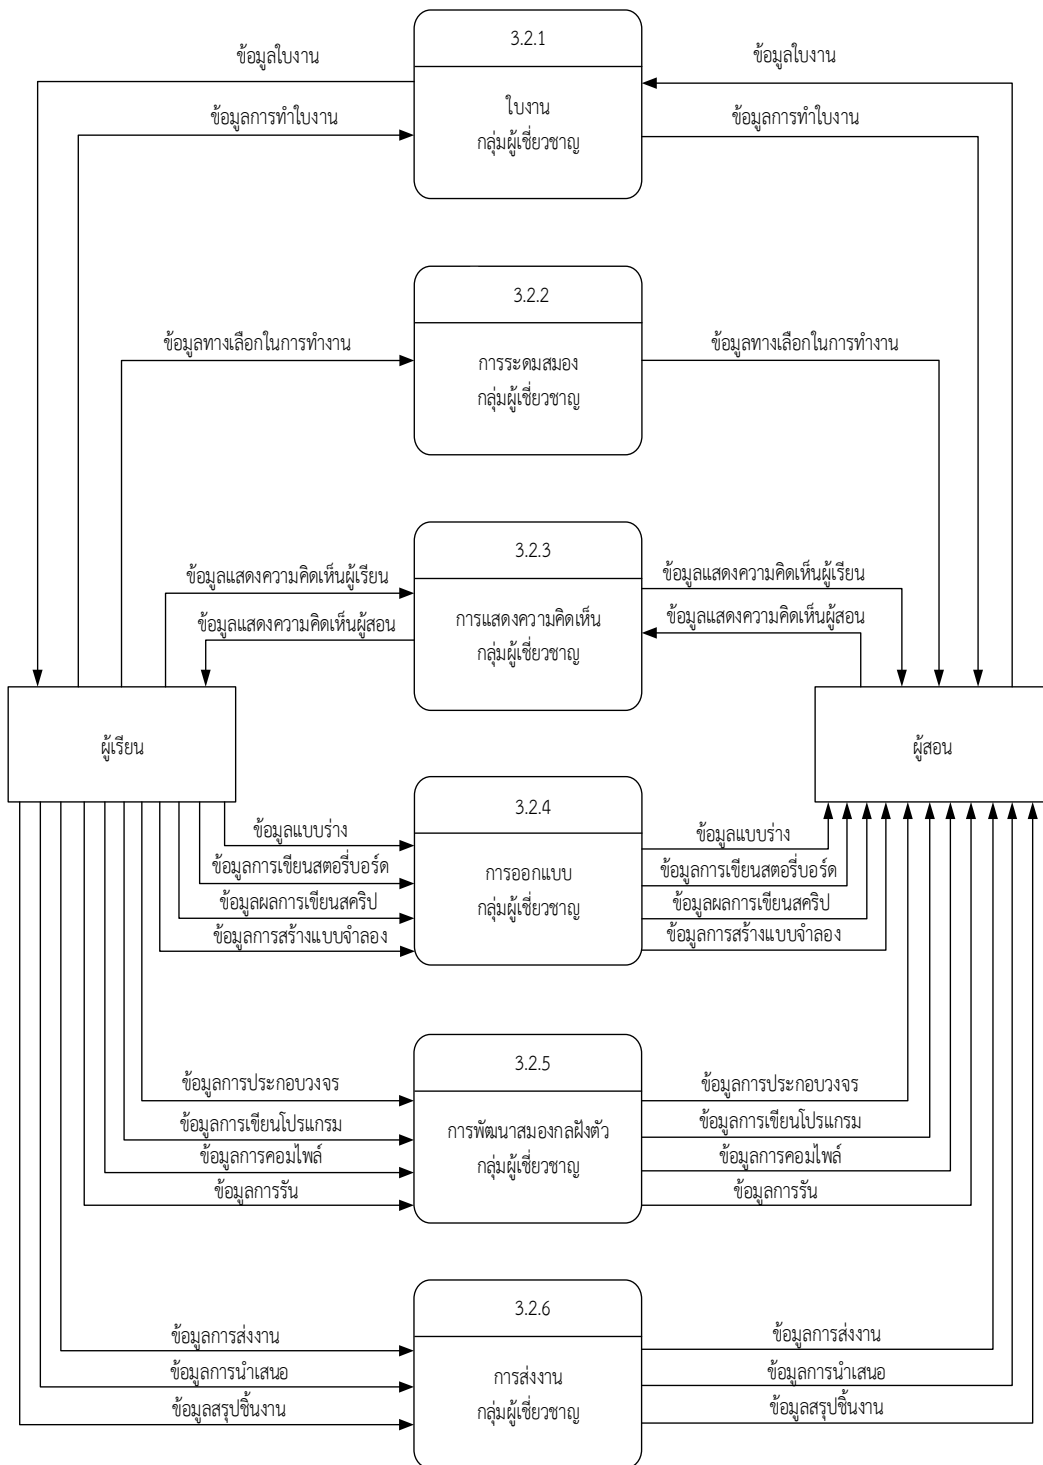 3.2.1
ข้อมูลใบงาน
ข้อมูลใบงาน
ใบงาน
ข้อมูลการทำใบงาน
ข้อมูลการทำใบงาน
กลุ่มผู้เชี่ยวชาญ
3.2.2
ข้อมูลทางเลือกในการทำงาน
ข้อมูลทางเลือกในการทำงาน
การระดมสมอง
กลุ่มผู้เชี่ยวชาญ
3.2.3
ข้อมูลแสดงความคิดเห็นผู้เรียน
ข้อมูลแสดงความคิดเห็นผู้เรียน
ข้อมูลแสดงความคิดเห็นผู้สอน
การแสดงความคิดเห็น
ข้อมูลแสดงความคิดเห็นผู้สอน
กลุ่มผู้เชี่ยวชาญ
ผู้เรียน
ผู้สอน
3.2.4
ข้อมูลแบบร่าง
ข้อมูลแบบร่าง
ข้อมูลการเขียนสตอรี่บอร์ด
การออกแบบ
ข้อมูลการเขียนสตอรี่บอร์ด
ข้อมูลผลการเขียนสคริป
กลุ่มผู้เชี่ยวชาญ
ข้อมูลผลการเขียนสคริป
ข้อมูลการสร้างแบบจำลอง
ข้อมูลการสร้างแบบจำลอง
3.2.5
ข้อมูลการประกอบวงจร
ข้อมูลการประกอบวงจร
ข้อมูลการเขียนโปรแกรม
การพัฒนาสมองกลฝังตัว
ข้อมูลการเขียนโปรแกรม
ข้อมูลการคอมไพล์
กลุ่มผู้เชี่ยวชาญ
ข้อมูลการคอมไพล์
ข้อมูลการรัน
ข้อมูลการรัน
3.2.6
ข้อมูลการส่งงาน
ข้อมูลการส่งงาน
ข้อมูลการนำเสนอ
การส่งงาน
ข้อมูลการนำเสนอ
ข้อมูลสรุปชิ้นงาน
กลุ่มผู้เชี่ยวชาญ
ข้อมูลสรุปชิ้นงาน